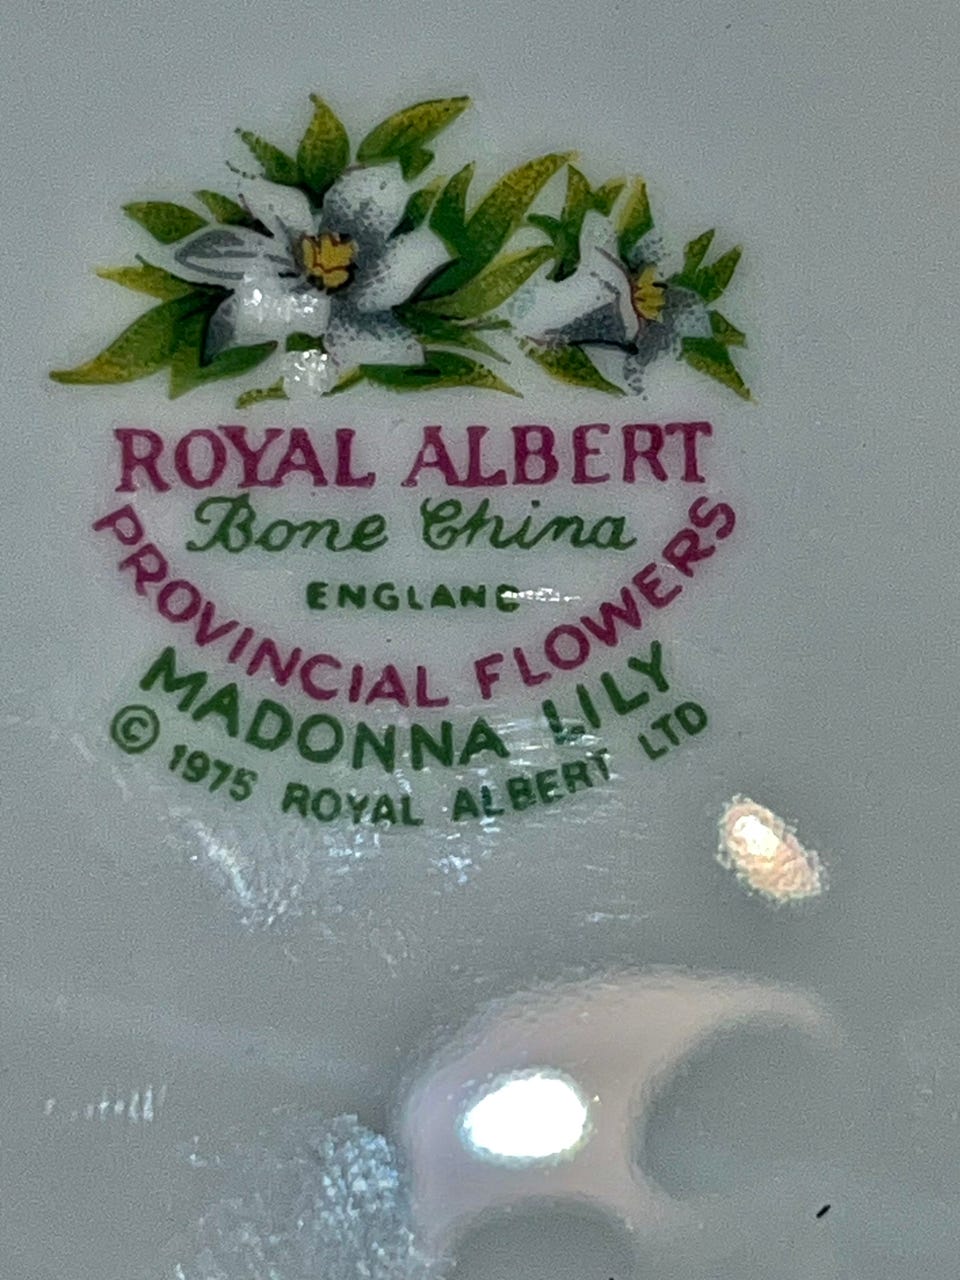 ROYAL ALBERT
Bone China
ENGLAND
PROVINCIAL FLOWERS
MADONNA LILY
© 1975 ROYAL ALBERT LTD